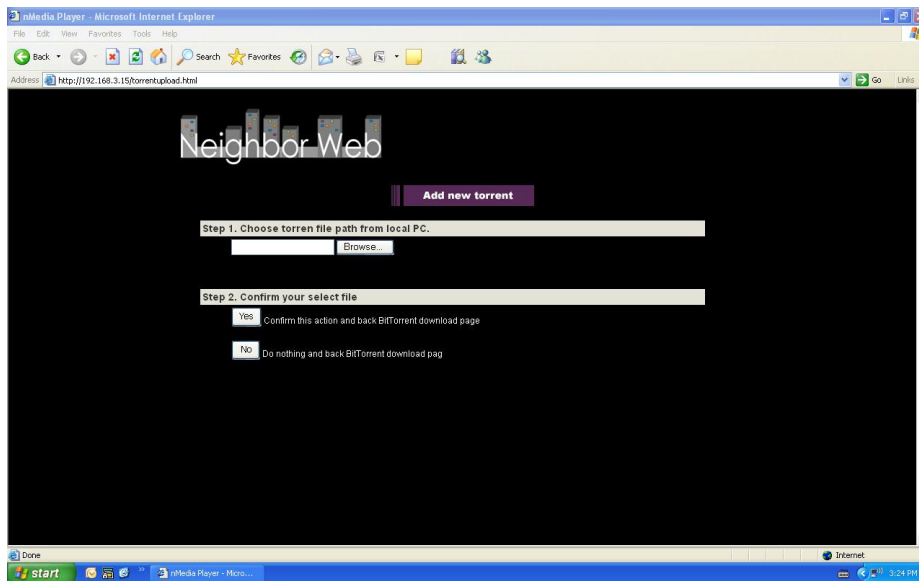 nMedia Player - Microsoft Internet Explorer
File Edit View Favorites Tools Help
Back Search Favorites
Address http://192.168.3.15/torrentupload.html Go Links
Neighbor Web
Add new torrent
Step 1. Choose torren file path from local PC.
Browse...
Step 2. Confirm your select file
Yes Confirm this action and back BitTorrent download page
No Do nothing and back BitTorrent download pag
Done Internet
start nMedia Player - Micro... 3:24 PM